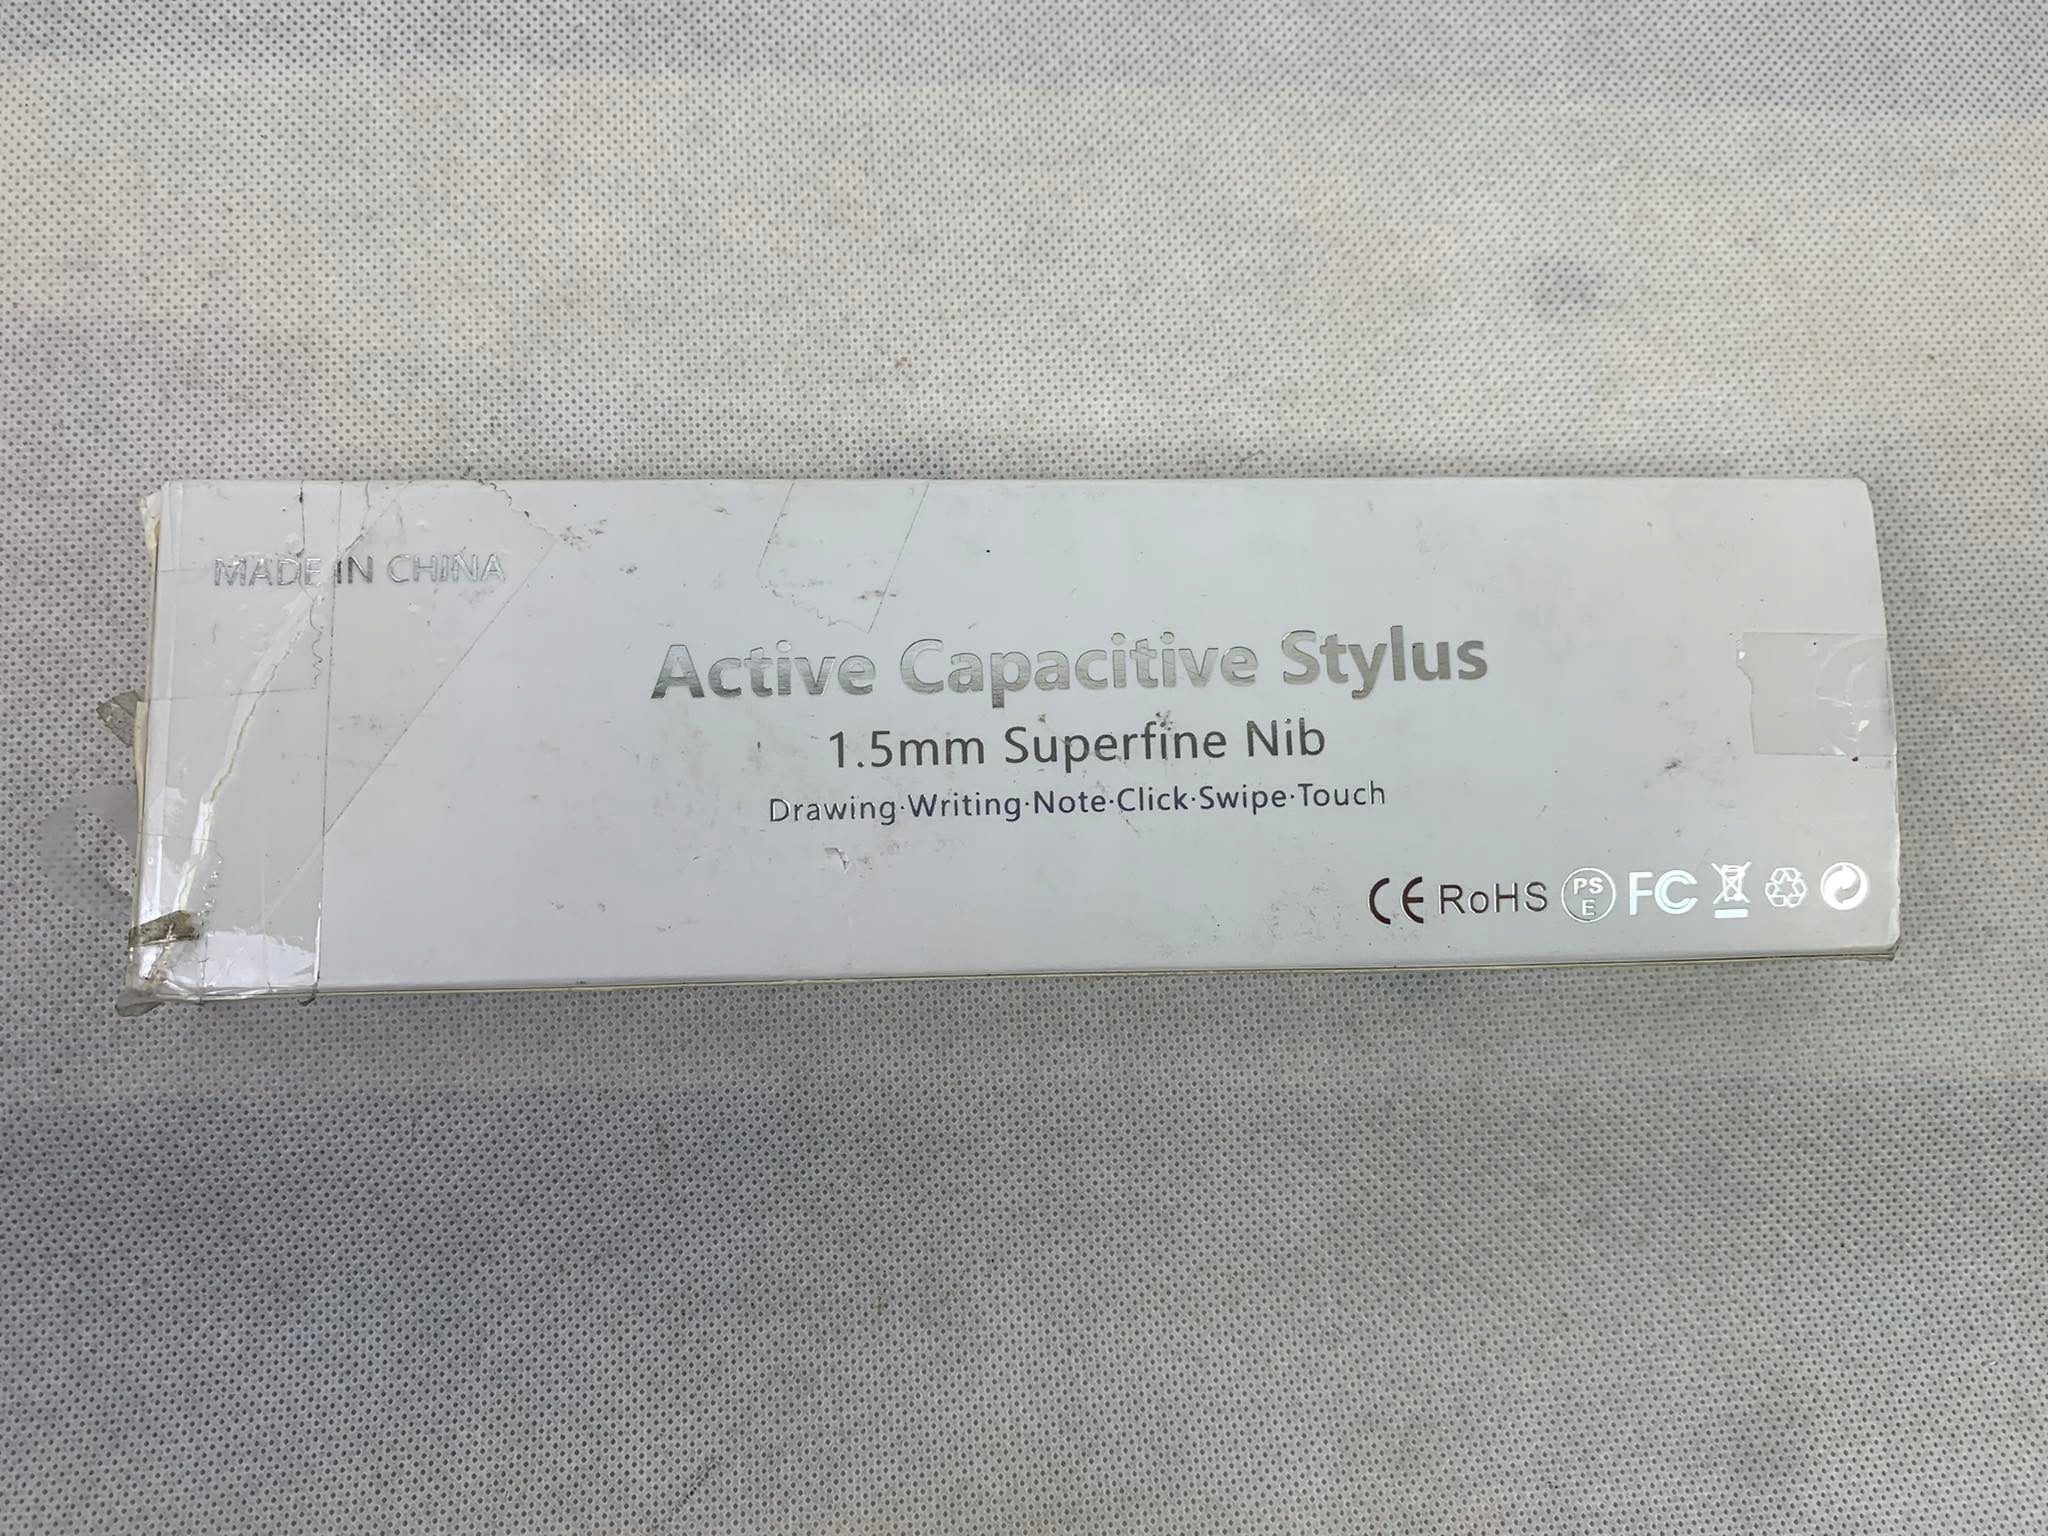 MADE IN CHINA
Active Capacitive Stylus
1.5mm Superfine Nib
Drawing·Writing·Note·Click·Swipe·Touch
CE RoHS PS E FC